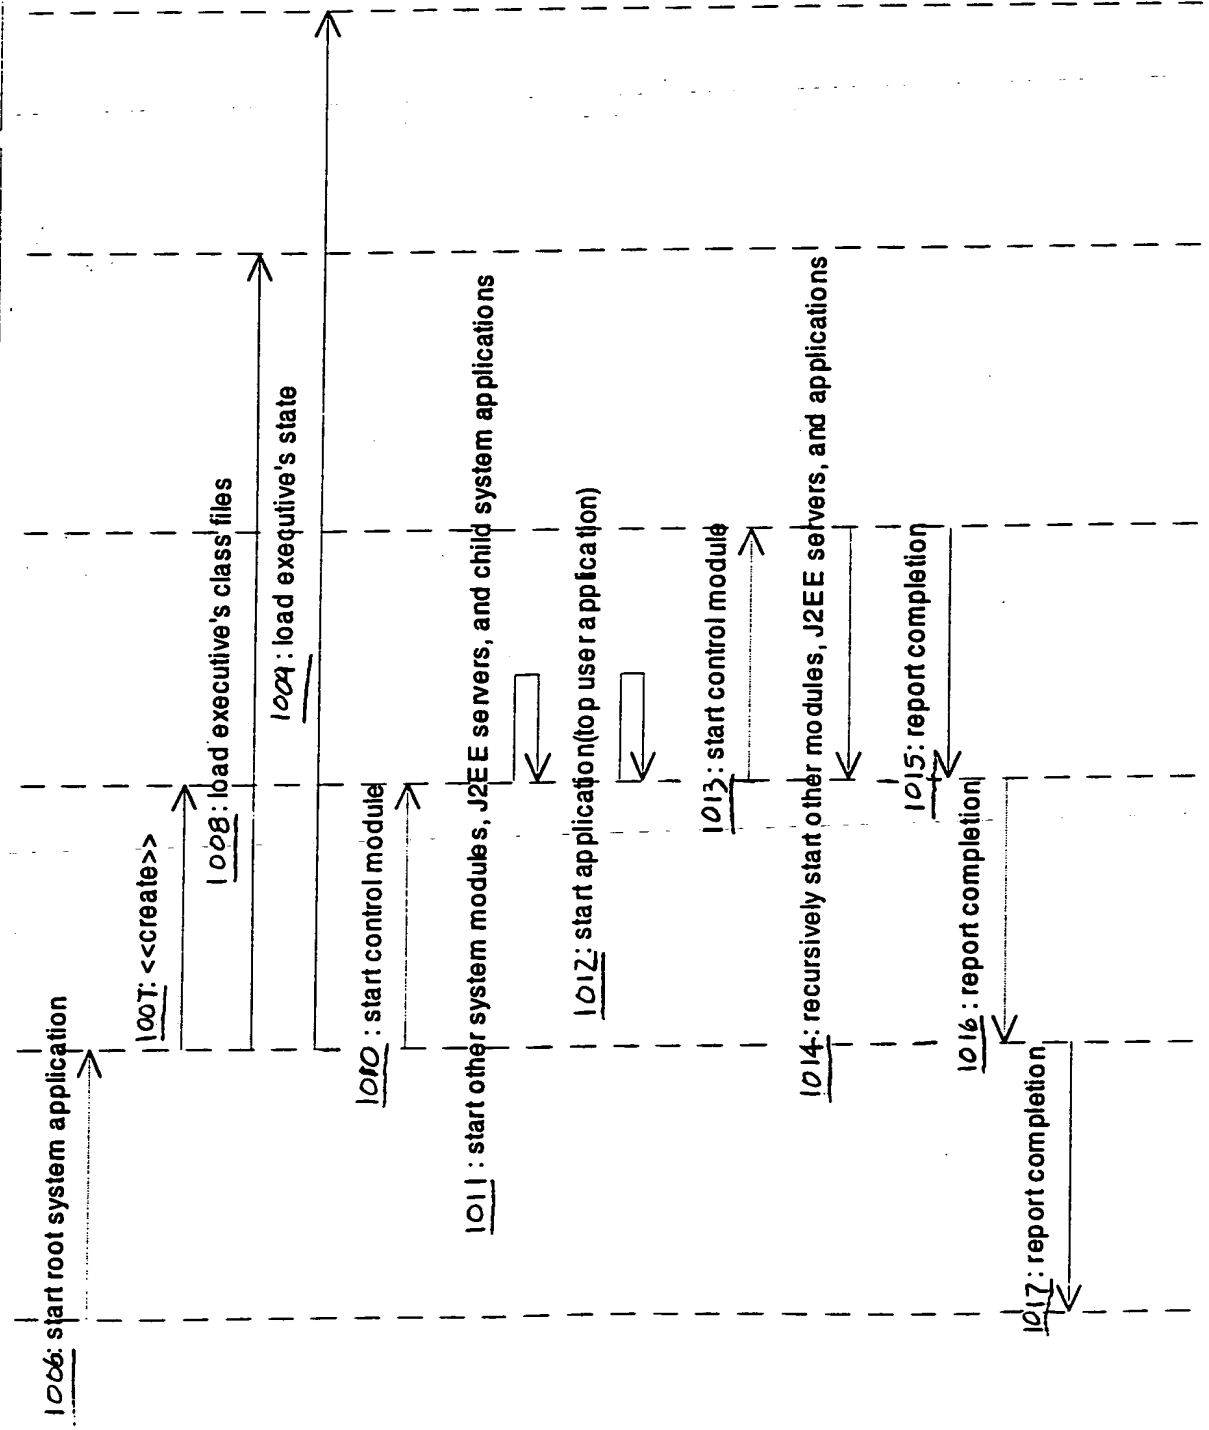 1006: start root system application
1007: <<create>>
1008: load executive's class files
1009: load executive's state
1010: start control module
1011: start other system modules, J2EE servers, and child system applications
1012: start application(top user application)
1013: start control module
1014: recursively start other modules, J2EE servers, and applications
1015: report completion
1016: report completion
1017: report completion